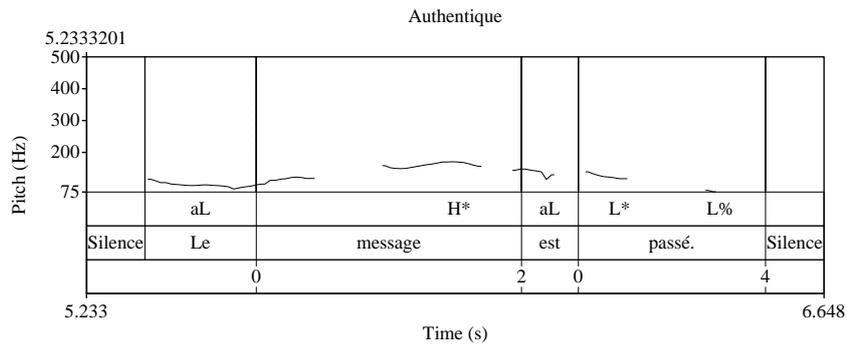 Authentique
5.2333201
500
400
300
200
75
Pitch (Hz)
aL H* aL L* L%
Silence Le message est passé. Silence
0 2 0 4
5.233 6.648
Time (s)